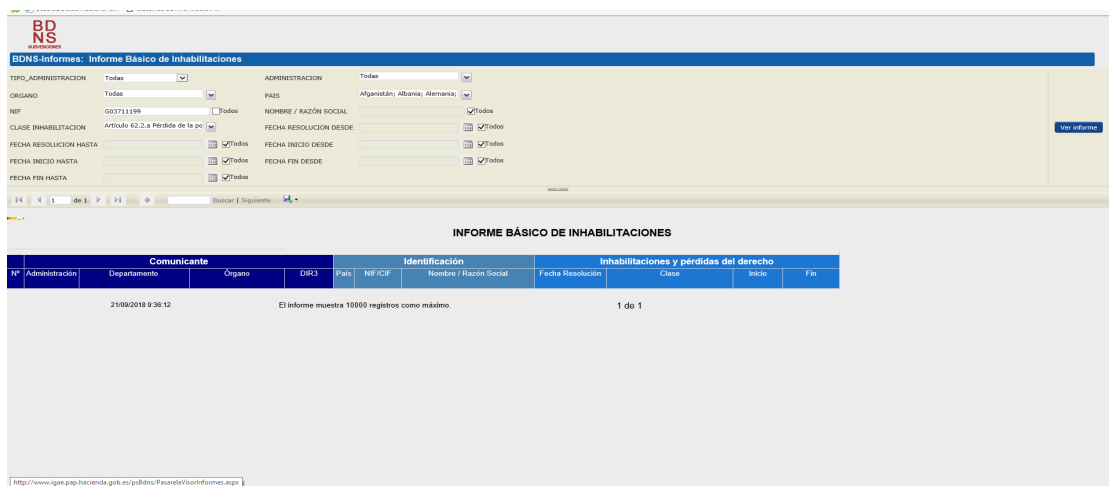 BD
NS
SUBVENCIONES
BDNS-Informes: Informe Básico de Inhabilitaciones
TIPO_ADMINISTRACION Todas ADMINISTRACION Todas
ORGANO Todas PAIS Afganistán; Albania; Alemania;
NIF G03711199 Todos NOMBRE / RAZÓN SOCIAL Todos
CLASE INHABILITACION Artículo 62.2.a Pérdida de la po FECHA RESOLUCION DESDE Todos Ver informe
FECHA RESOLUCION HASTA Todos FECHA INICIO DESDE Todos
FECHA INICIO HASTA Todos FECHA FIN DESDE Todos
FECHA FIN HASTA Todos
1 de 1 Buscar | Siguiente
INFORME BÁSICO DE INHABILITACIONES
Comunicante Identificación Inhabilitaciones y pérdidas del derecho
Nº Administración Departamento Órgano DIR3 País NIF/CIF Nombre / Razón Social Fecha Resolución Clase Inicio Fin
21/09/2018 9:36:12 El informe muestra 10000 registros como máximo. 1 de 1
http://www.igae.pap.hacienda.gob.es/psBdns/PasarelaVisorInformes.aspx